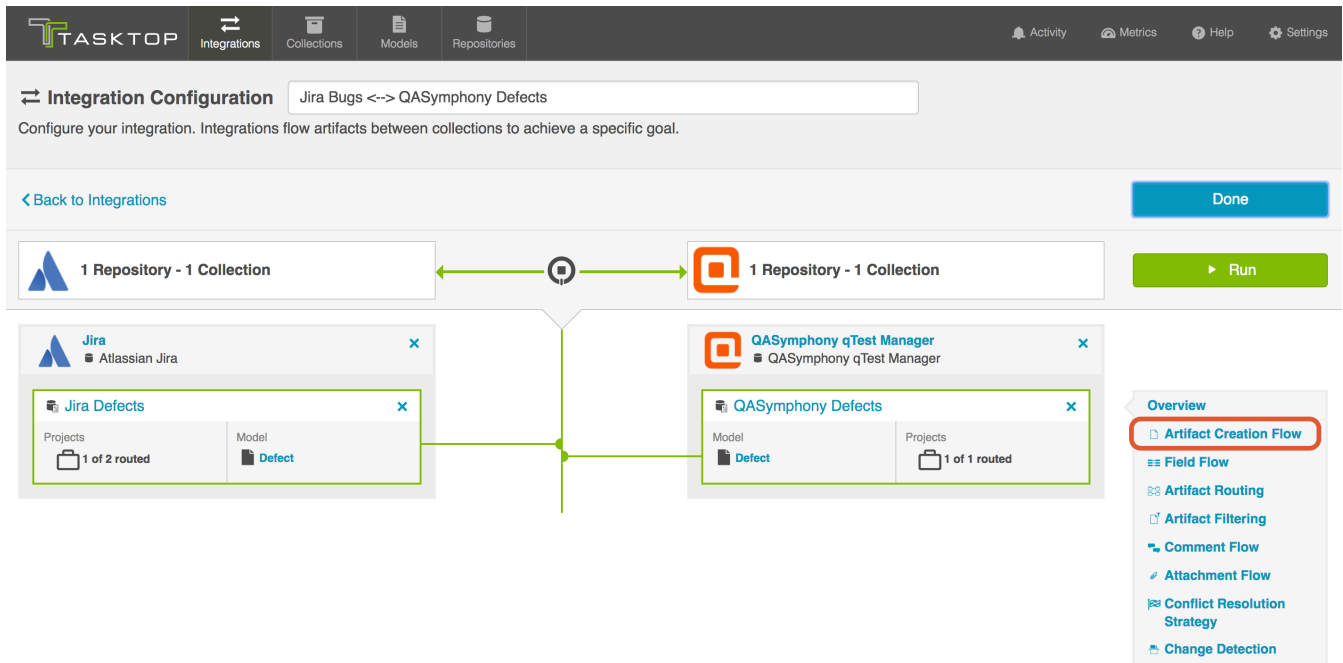 TASKTOP
Integrations
Collections
Models
Repositories
Activity
Metrics
Help
Settings
Integration Configuration
Jira Bugs <--> QASymphony Defects
Configure your integration. Integrations flow artifacts between collections to achieve a specific goal.
Back to Integrations
Done
1 Repository - 1 Collection
1 Repository - 1 Collection
Run
Jira
Atlassian Jira
QASymphony qTest Manager
QASymphony qTest Manager
Jira Defects
Projects
1 of 2 routed
Model
Defect
QASymphony Defects
Model
Defect
Projects
1 of 1 routed
Overview
Artifact Creation Flow
Field Flow
Artifact Routing
Artifact Filtering
Comment Flow
Attachment Flow
Conflict Resolution
Strategy
Change Detection